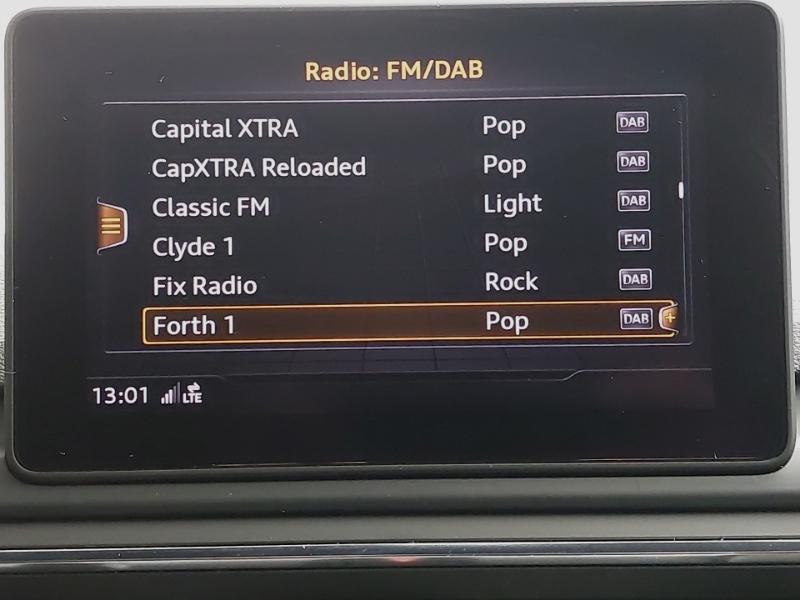 Radio: FM/DAB
Capital XTRA Pop DAB
CapXTRA Reloaded Pop DAB
Classic FM Light DAB
Clyde 1 Pop FM
Fix Radio Rock DAB
Forth 1 Pop DAB +
13:01 LTE